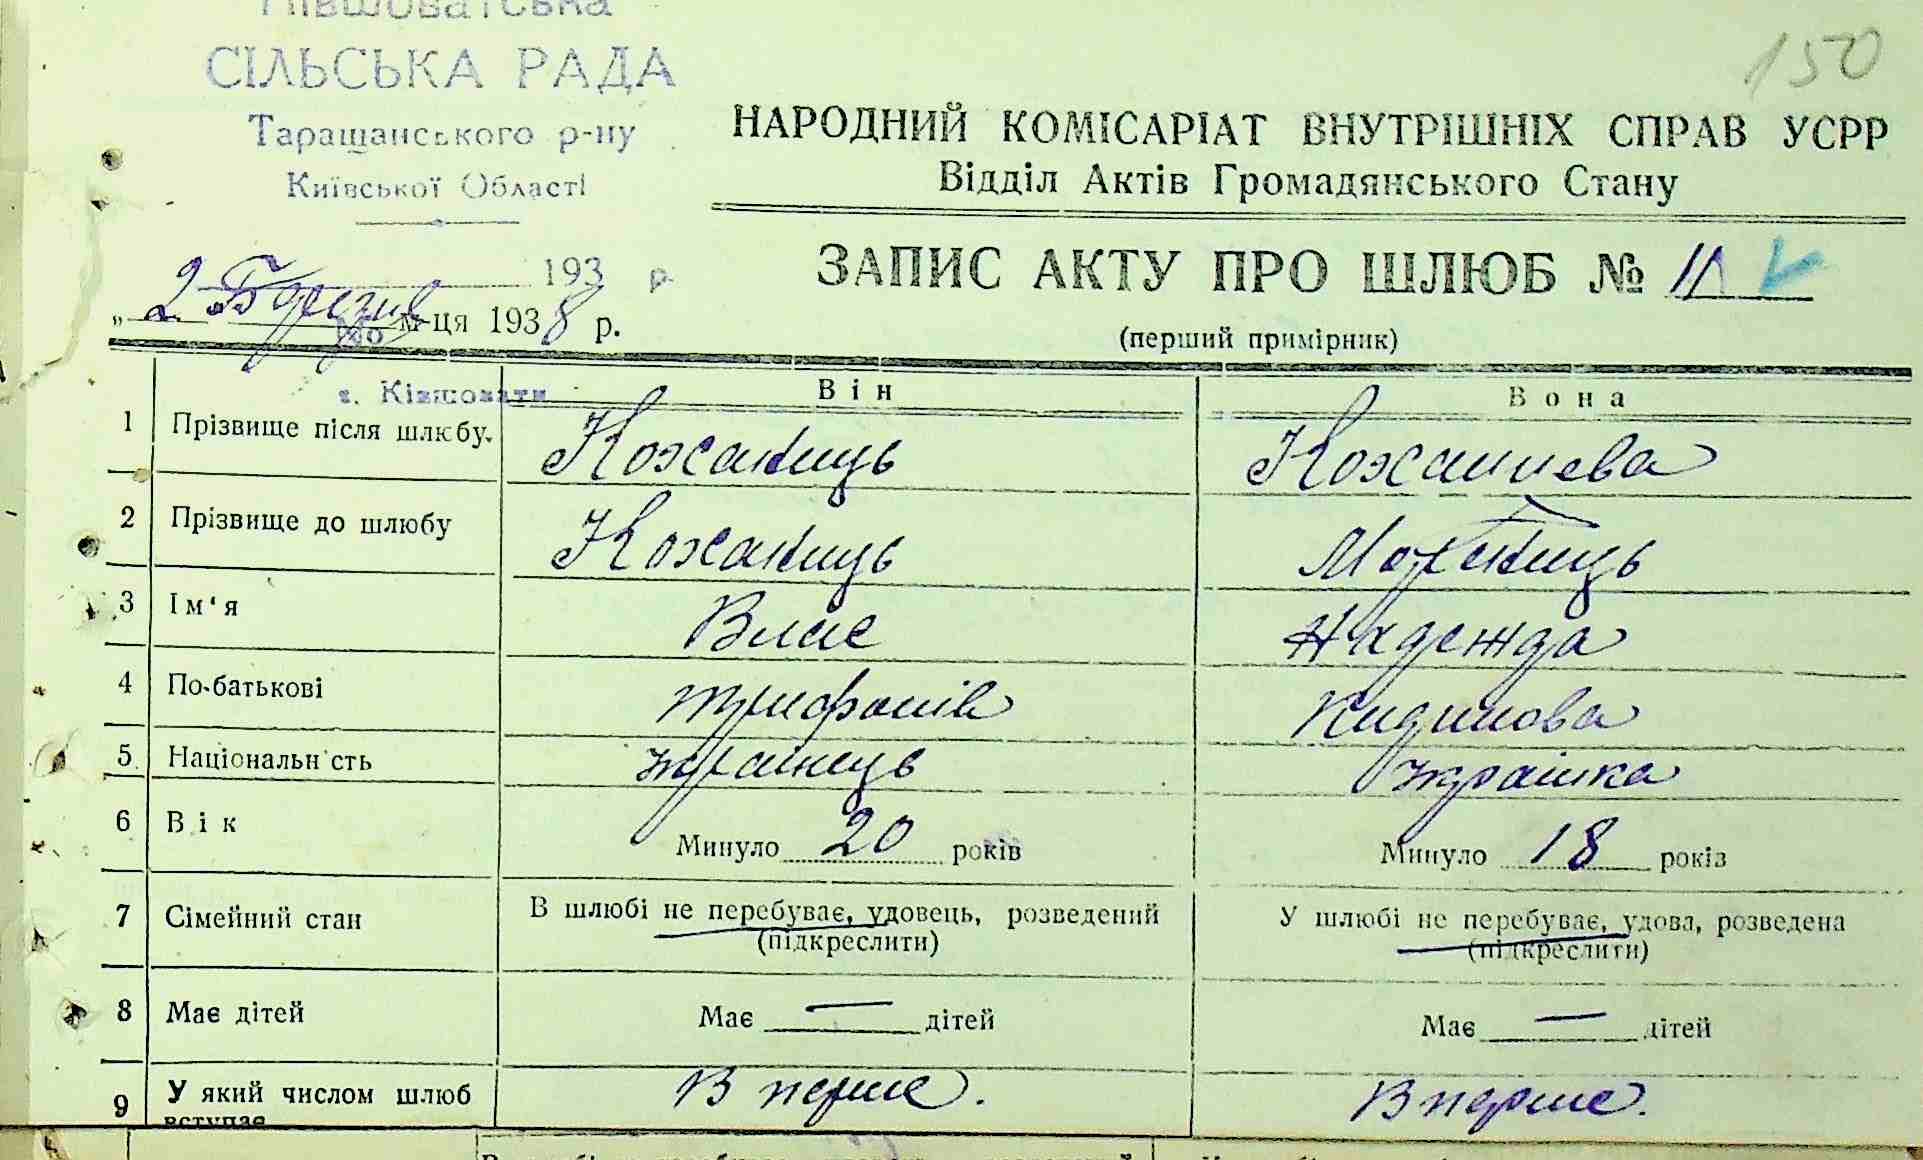 150
СІЛЬСЬКА РАДА
Таращанського р-ну
Київської Області
НАРОДНИЙ КОМІСАРІАТ ВНУТРІШНІХ СПРАВ УСРР
Відділ Актів Громадянського Стану
193 р.
ЗАПИС АКТУ ПРО ШЛЮБ № 11
„ 2 " Березня м-ця 1938 р.
(перший примірник)
с. Ківшовати
Він Вона
1 Прізвище після шлюбу. Кожанець Кожанцева
2 Прізвище до шлюбу Кожанець
3 Ім'я Влас Надежда
4 По-батькові Трифонів
5 Національність Українець Українка
6 Вік Минуло 20 років Минуло 18 років
7 Сімейний стан В шлюбі не перебуває, удовець, розведений У шлюбі не перебуває, удова, розведена
(підкреслити) (підкреслити)
8 Має дітей Має — дітей Має — дітей
9 У який числом шлюб Вперше. Вперше.
вступає